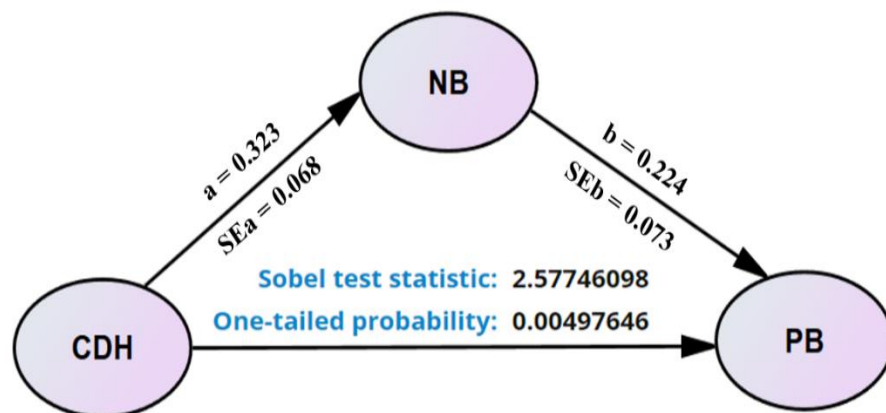 NB
a = 0.323
SEa = 0.068
b = 0.224
SEb = 0.073
Sobel test statistic: 2.57746098
One-tailed probability: 0.00497646
CDH
PB